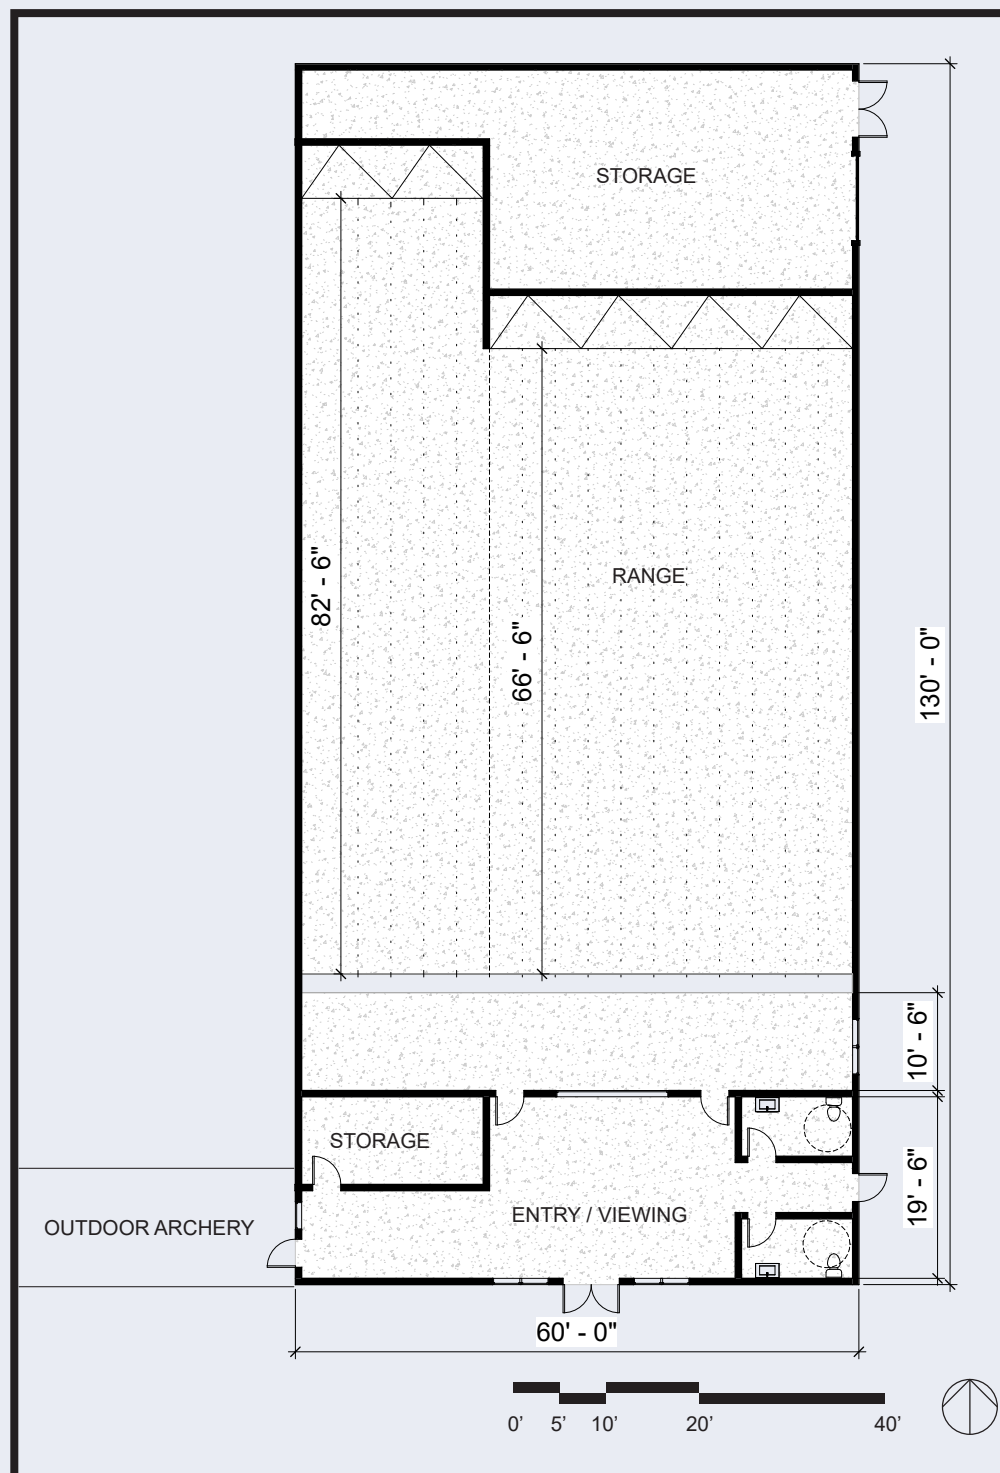 STORAGE
82' - 6"
RANGE
66' - 6"
130' - 0"
10' - 6"
STORAGE
19' - 6"
ENTRY / VIEWING
OUTDOOR ARCHERY
60' - 0"
0’ 5’ 10’ 20’ 40’